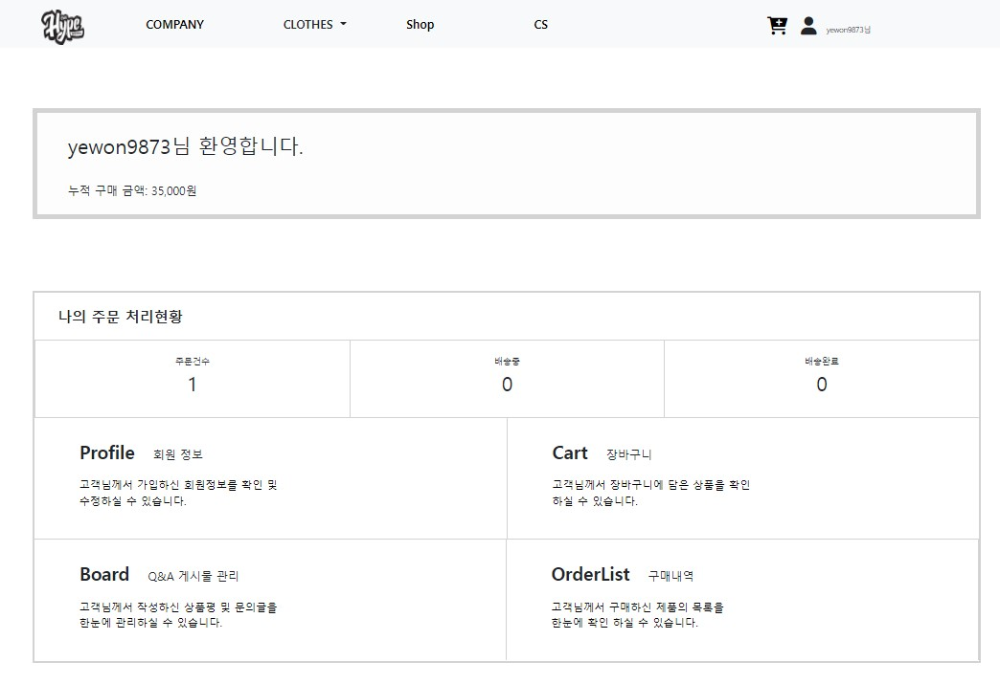 Hype
COMPANY
CLOTHES
Shop
CS
yewon9873님
yewon9873님 환영합니다.
누적 구매 금액: 35,000원
나의 주문 처리현황
주문건수
1
배송중
0
배송완료
0
Profile 회원 정보
고객님께서 가입하신 회원정보를 확인 및
수정하실 수 있습니다.
Cart 장바구니
고객님께서 장바구니에 담은 상품을 확인
하실 수 있습니다.
Board Q&A 게시물 관리
고객님께서 작성하신 상품평 및 문의글을
한눈에 관리하실 수 있습니다.
OrderList 구매내역
고객님께서 구매하신 제품의 목록을
한눈에 확인 하실 수 있습니다.